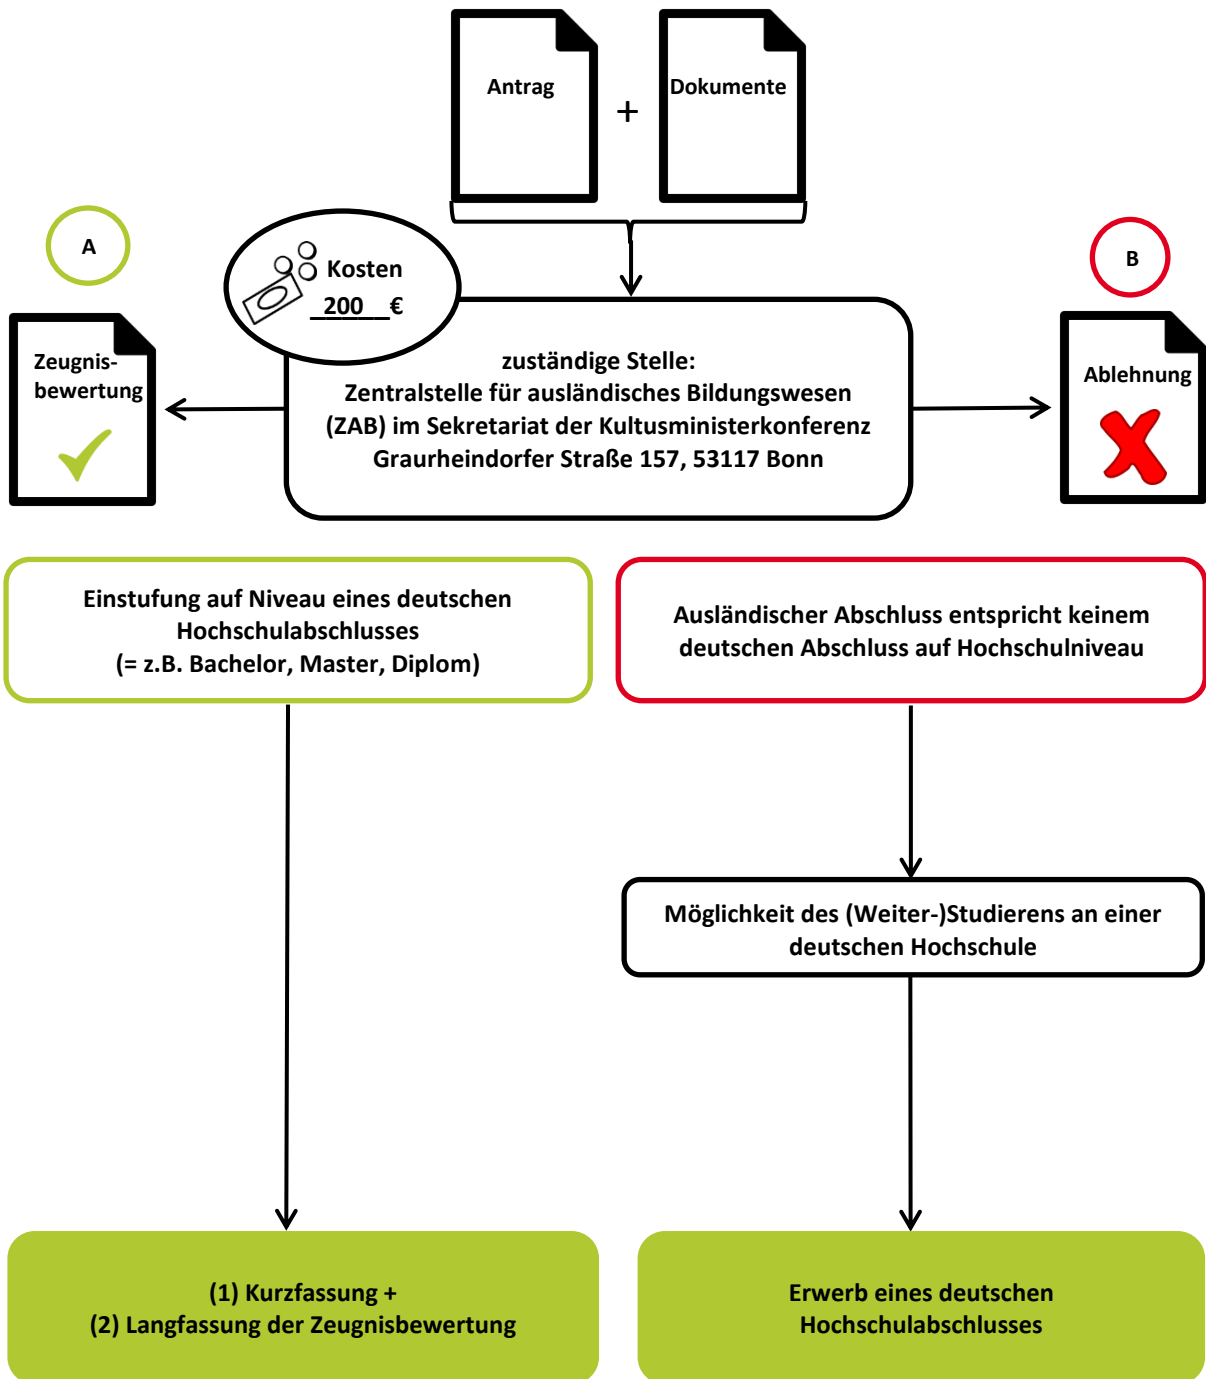 Antrag
+
Dokumente
A
B
Kosten
__200__€
Zeugnis-
bewertung
zuständige Stelle:
Zentralstelle für ausländisches Bildungswesen
(ZAB) im Sekretariat der Kultusministerkonferenz
Graurheindorfer Straße 157, 53117 Bonn
Ablehnung
Einstufung auf Niveau eines deutschen
Hochschulabschlusses
(= z.B. Bachelor, Master, Diplom)
Ausländischer Abschluss entspricht keinem
deutschen Abschluss auf Hochschulniveau
Möglichkeit des (Weiter-)Studierens an einer
deutschen Hochschule
(1) Kurzfassung +
(2) Langfassung der Zeugnisbewertung
Erwerb eines deutschen
Hochschulabschlusses